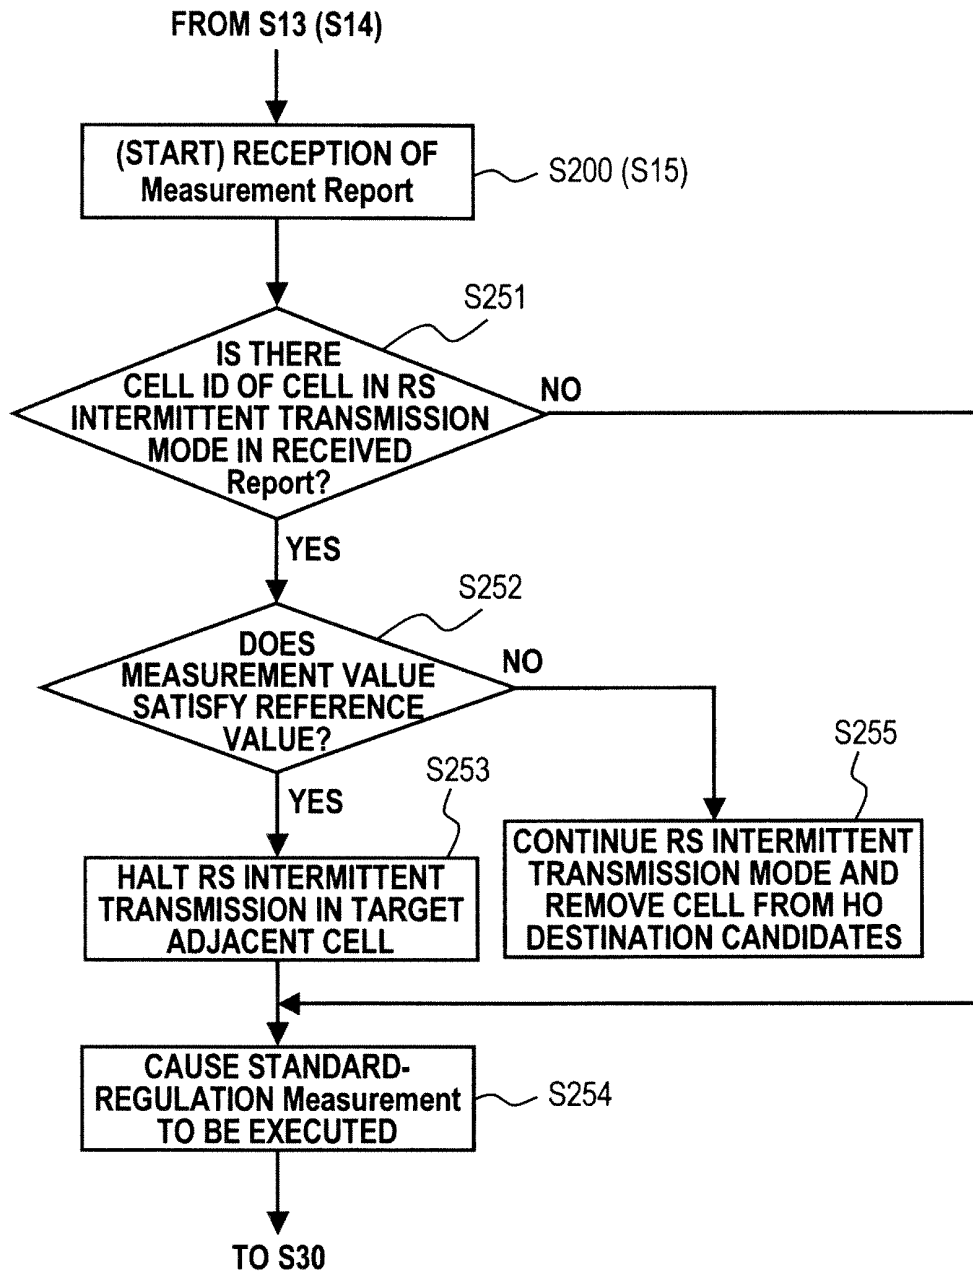 FROM S13 (S14)
(START) RECEPTION OF
Measurement Report
S200 (S15)
S251
IS THERE
CELL ID OF CELL IN RS
INTERMITTENT TRANSMISSION
MODE IN RECEIVED
Report?
NO
YES
S252
DOES
MEASUREMENT VALUE
SATISFY REFERENCE
VALUE?
NO
YES
S253
HALT RS INTERMITTENT
TRANSMISSION IN TARGET
ADJACENT CELL
S255
CONTINUE RS INTERMITTENT
TRANSMISSION MODE AND
REMOVE CELL FROM HO
DESTINATION CANDIDATES
CAUSE STANDARD-
REGULATION Measurement
TO BE EXECUTED
S254
TO S30